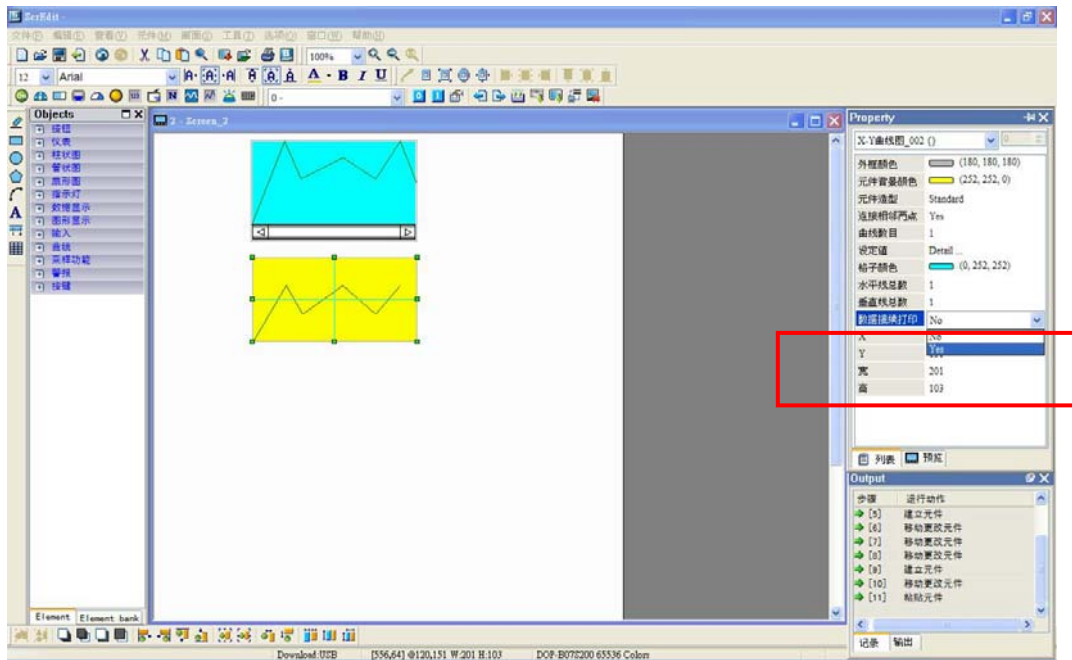 ScrEdit -
文件(F) 编辑(E) 查看(V) 元件(M) 画面(S) 工具(T) 选项(O) 窗口(W) 帮助(H)
100%
12 Arial A A A A A A A B I U
0 -
Objects
按钮
仪表
柱状图
管状图
扇形图
指示灯
数据显示
图形显示
输入
曲线
采样功能
警报
按键
Element Element bank
2 - Screen_2
Property
X-Y曲线图_002 {} 0
外框颜色 (180, 180, 180)
元件背景颜色 (252, 252, 0)
元件造型 Standard
连接相邻两点 Yes
曲线数目 1
设定值 Detail ...
格子颜色 (0, 252, 252)
水平线总数 1
垂直线总数 1
数据接续打印 No
X No
Y Yes
宽 201
高 103
列表 预览
Output
步骤 进行动作
[5] 建立元件
[6] 移动更改元件
[7] 移动更改元件
[8] 移动更改元件
[9] 建立元件
[10] 移动更改元件
[11] 粘贴元件
记录 输出
Download:USB [556,64] @120,151 W:201 H:103 DOP-B07S200 65536 Colors